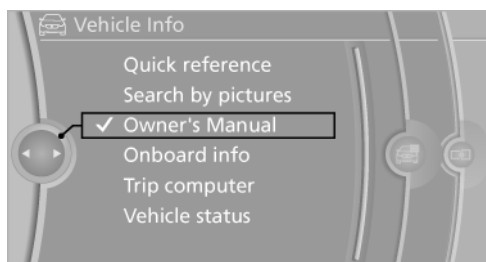 Vehicle Info
Quick reference
Search by pictures
Owner's Manual
Onboard info
Trip computer
Vehicle status